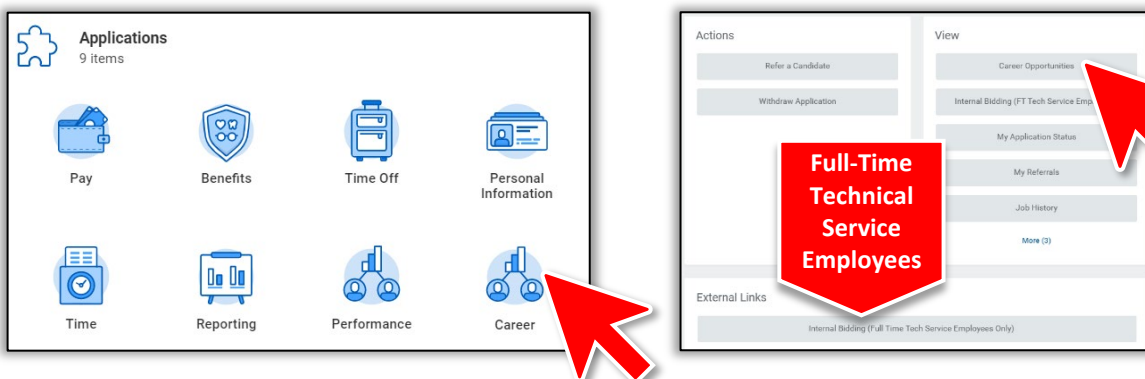 Applications
9 items
Pay
Benefits
Time Off
Personal
Information
Time
Reporting
Performance
Career
Actions
Refer a Candidate
Withdraw Application
View
Career Opportunities
Internal Bidding (FT Tech Service
My Application Status
My Referrals
Job History
More (3)
Full-Time
Technical
Service
Employees
External Links
Internal Bidding (Full Time Tech Service Employees Only)